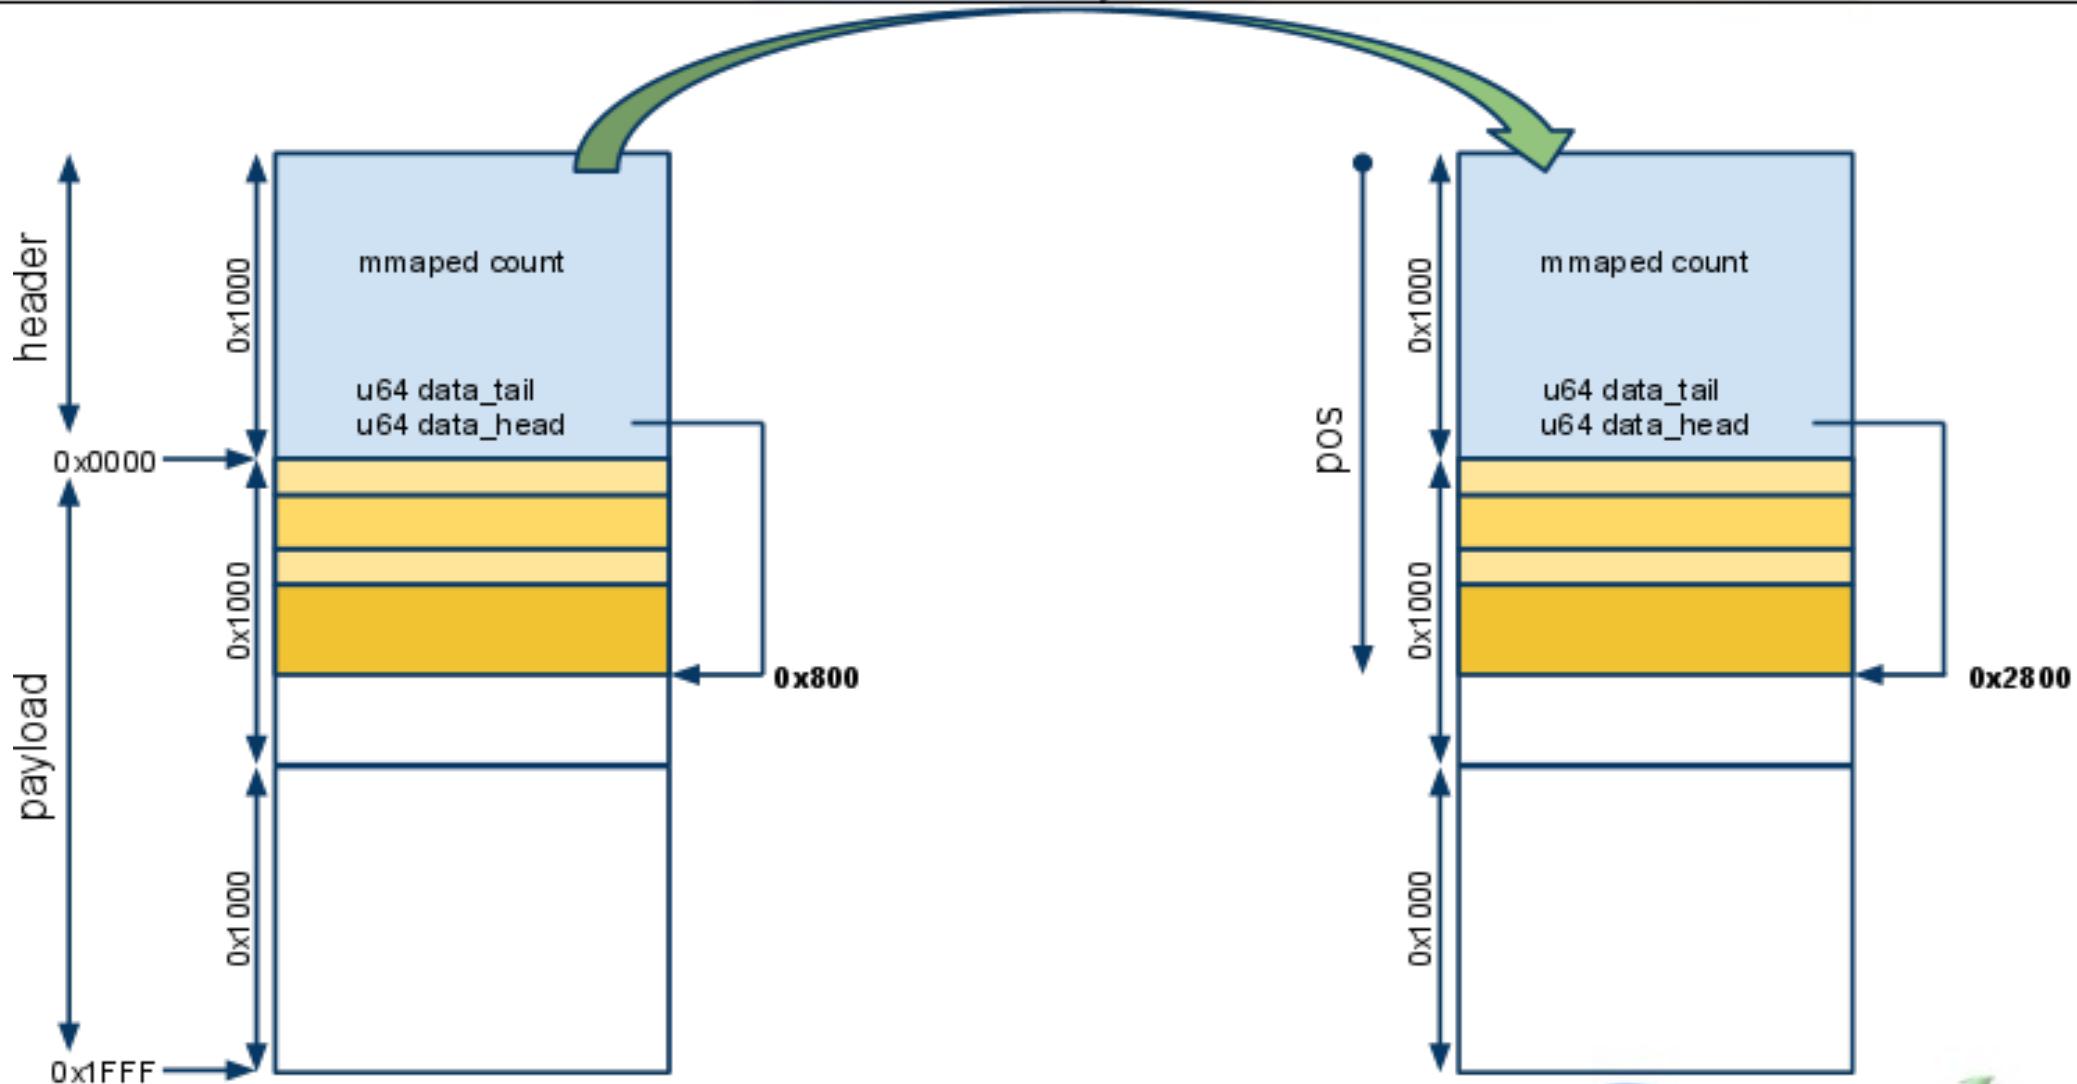 header
0x1000
mmaped count
u64 data_tail
u64 data_head
0x0000
payload
0x1000
0x800
0x1000
0x1FFF
pos
0x1000
mmaped count
u64 data_tail
u64 data_head
0x1000
0x2800
0x1000